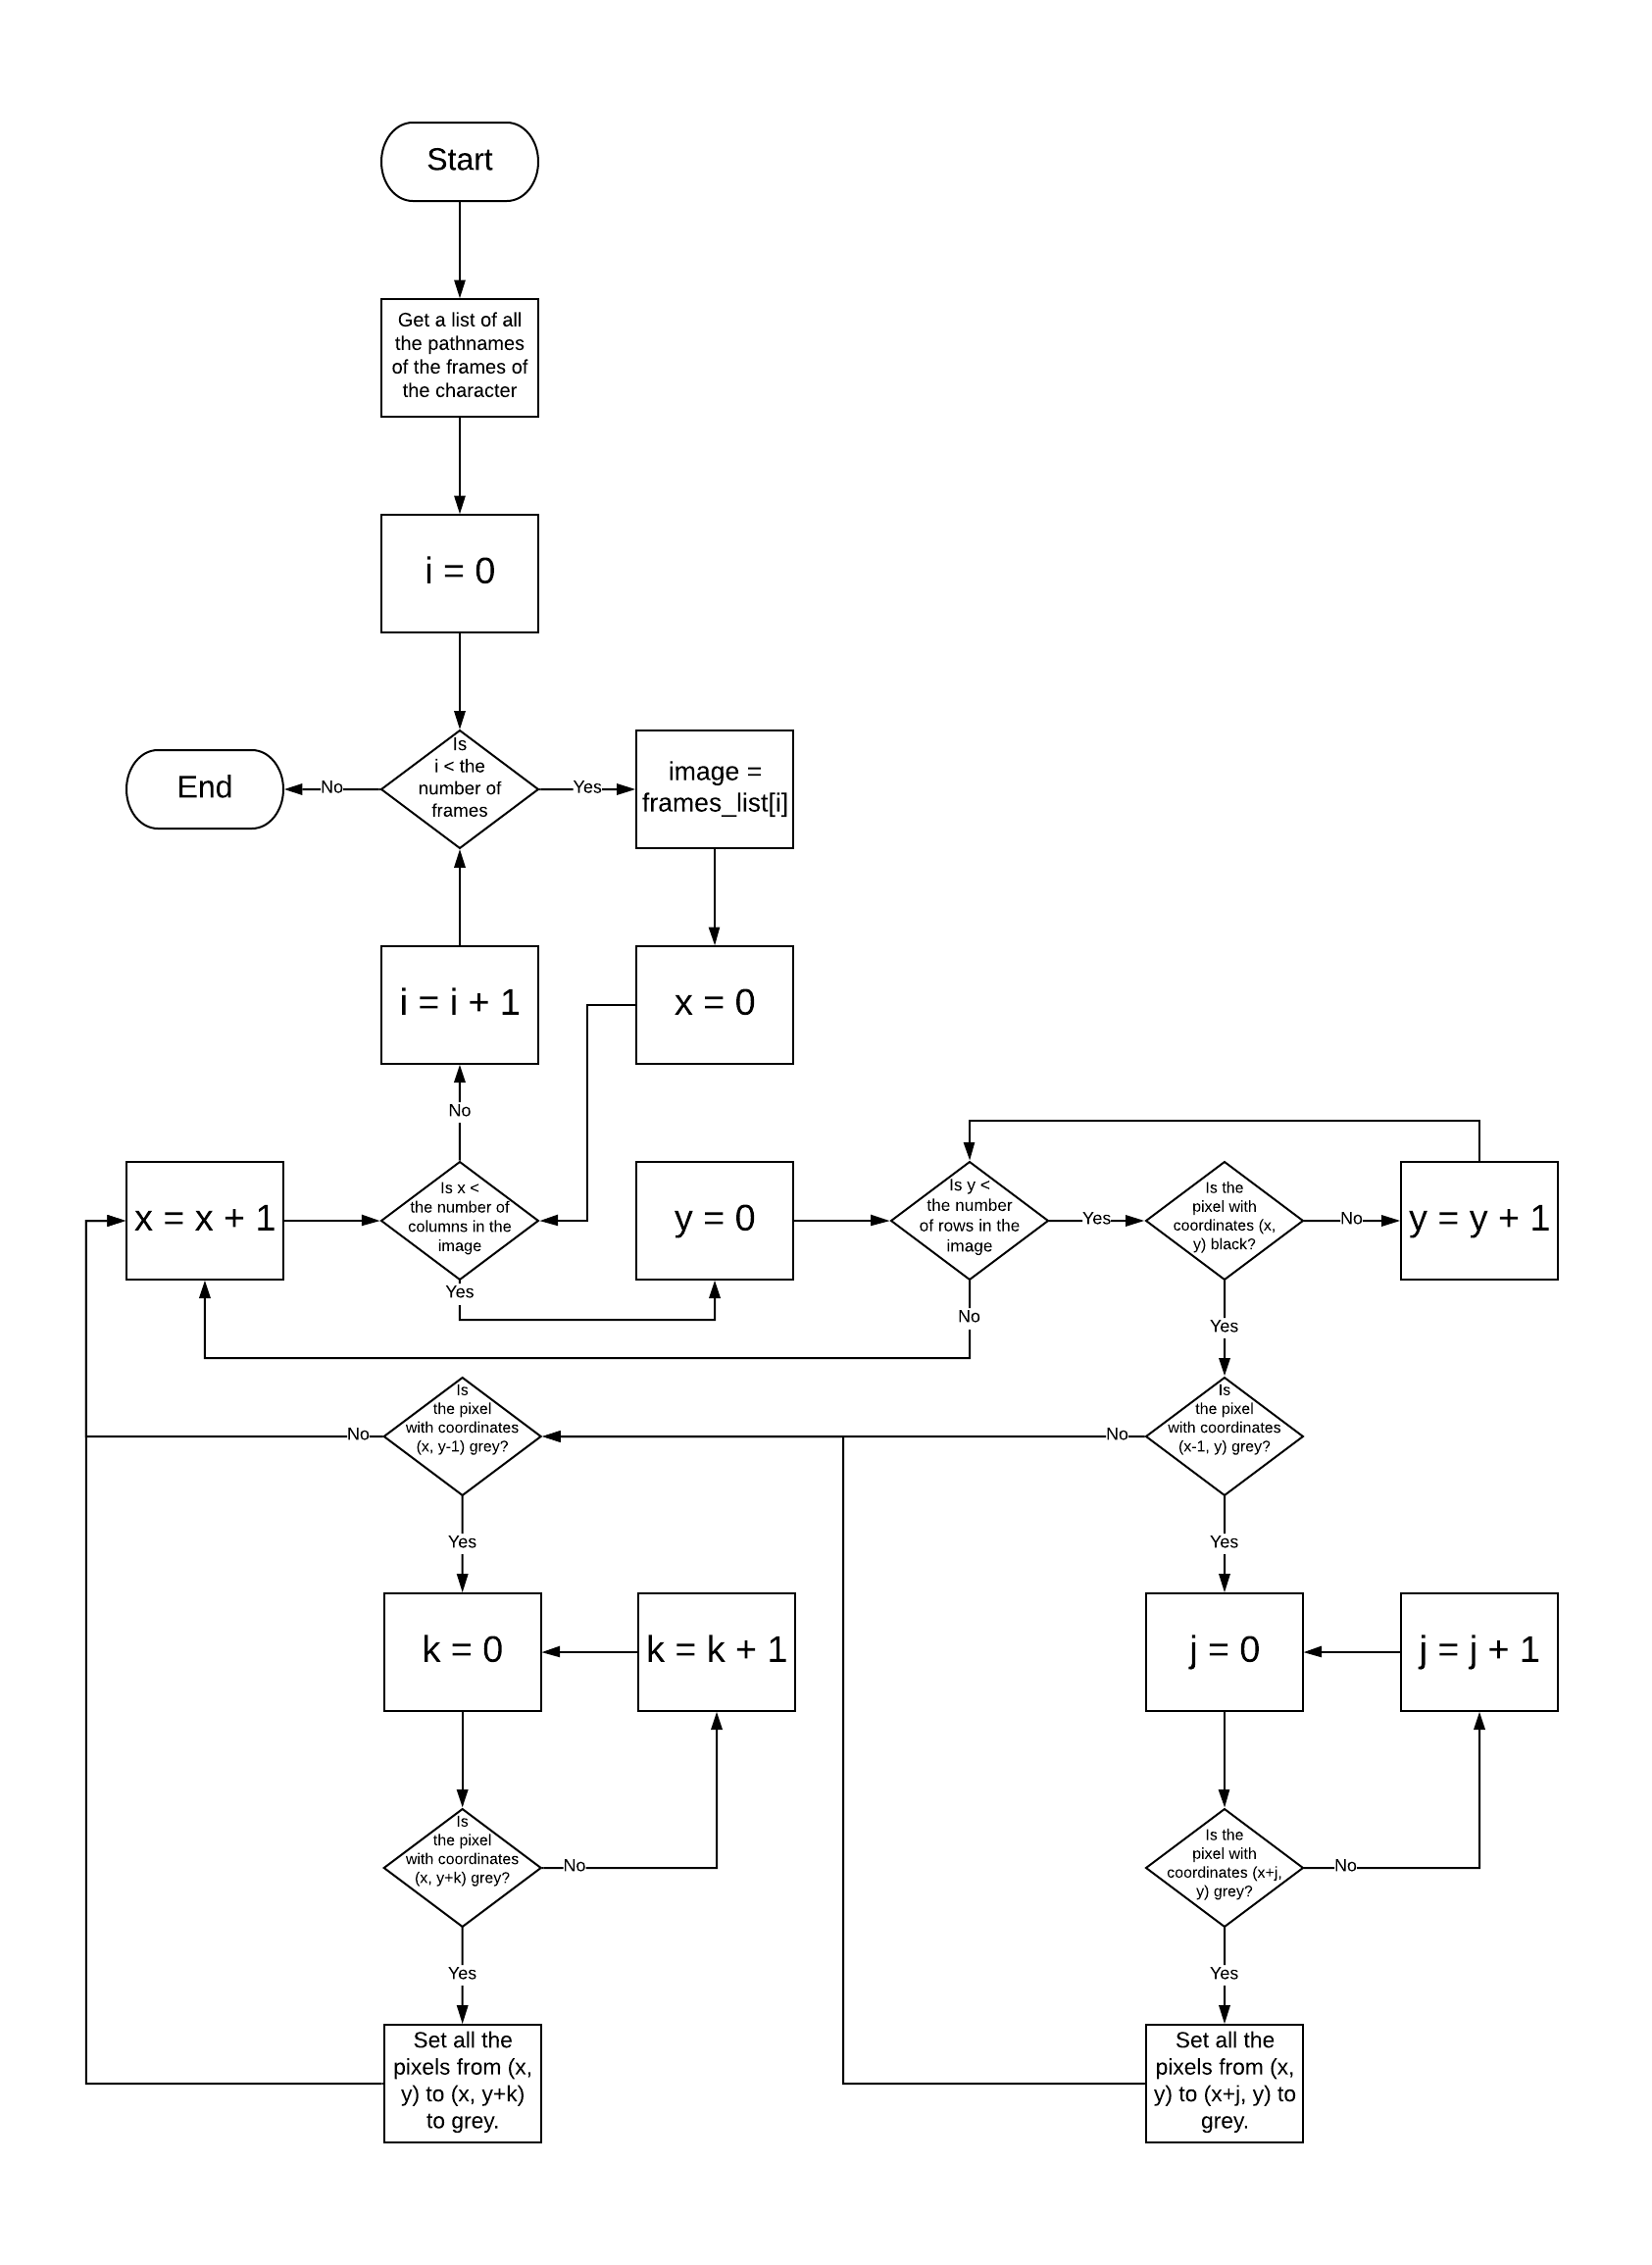 Start
Get a list of all
the pathnames
of the frames of
the character
i = 0
Is
i < the
number of
frames
No
End
Yes
image =
frames_list[i]
i = i + 1
x = 0
No
x = x + 1
Is x <
the number of
columns in the
image
Yes
y = 0
Is y <
the number
of rows in the
image
Yes
Is the
pixel with
coordinates (x,
y) black?
No
y = y + 1
No
Yes
Is
the pixel
with coordinates
(x, y-1) grey?
No
Is
the pixel
with coordinates
(x-1, y) grey?
No
Yes
Yes
k = 0
k = k + 1
j = 0
j = j + 1
Is
the pixel
with coordinates
(x, y+k) grey?
No
Is the
pixel with
coordinates (x+j,
y) grey?
No
Yes
Yes
Set all the
pixels from (x,
y) to (x, y+k)
to grey.
Set all the
pixels from (x,
y) to (x+j, y) to
grey.